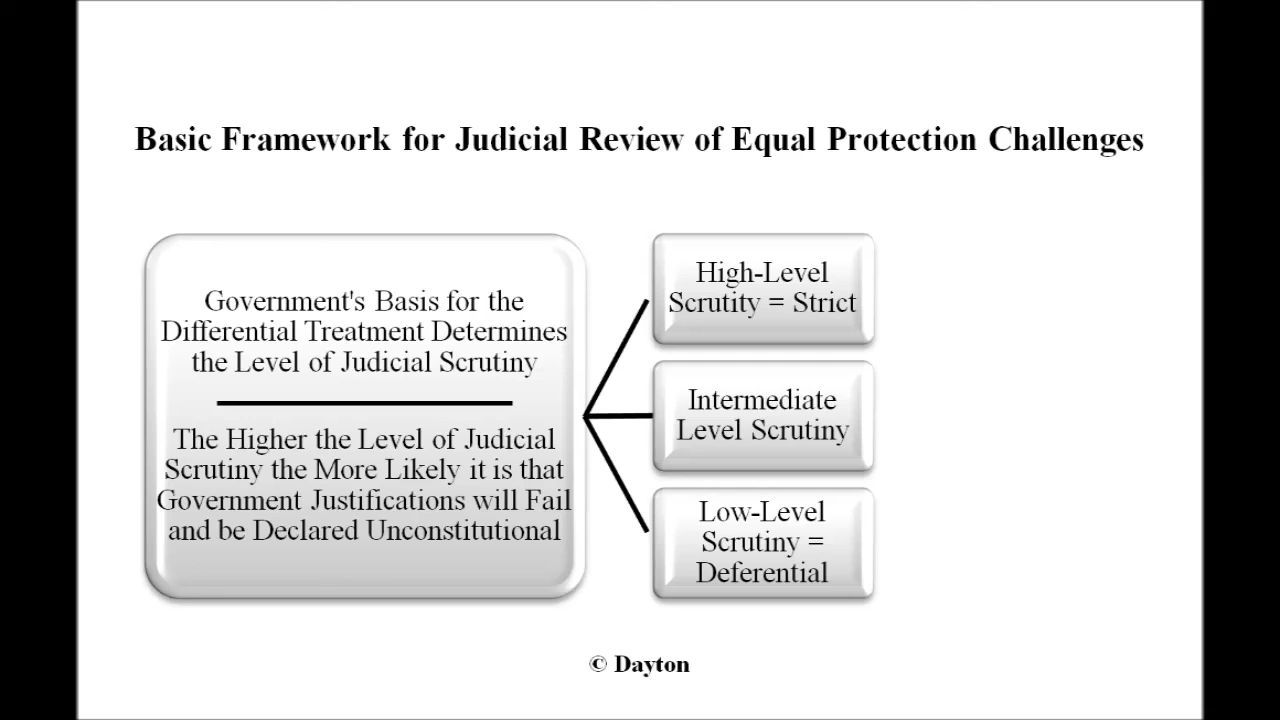 Basic Framework for Judicial Review of Equal Protection Challenges
Government's Basis for the
Differential Treatment Determines
the Level of Judicial Scrutiny
The Higher the Level of Judicial
Scrutiny the More Likely it is that
Government Justifications will Fail
and be Declared Unconstitutional
High-Level
Scrutity = Strict
Intermediate
Level Scrutiny
Low-Level
Scrutiny =
Deferential
© Dayton